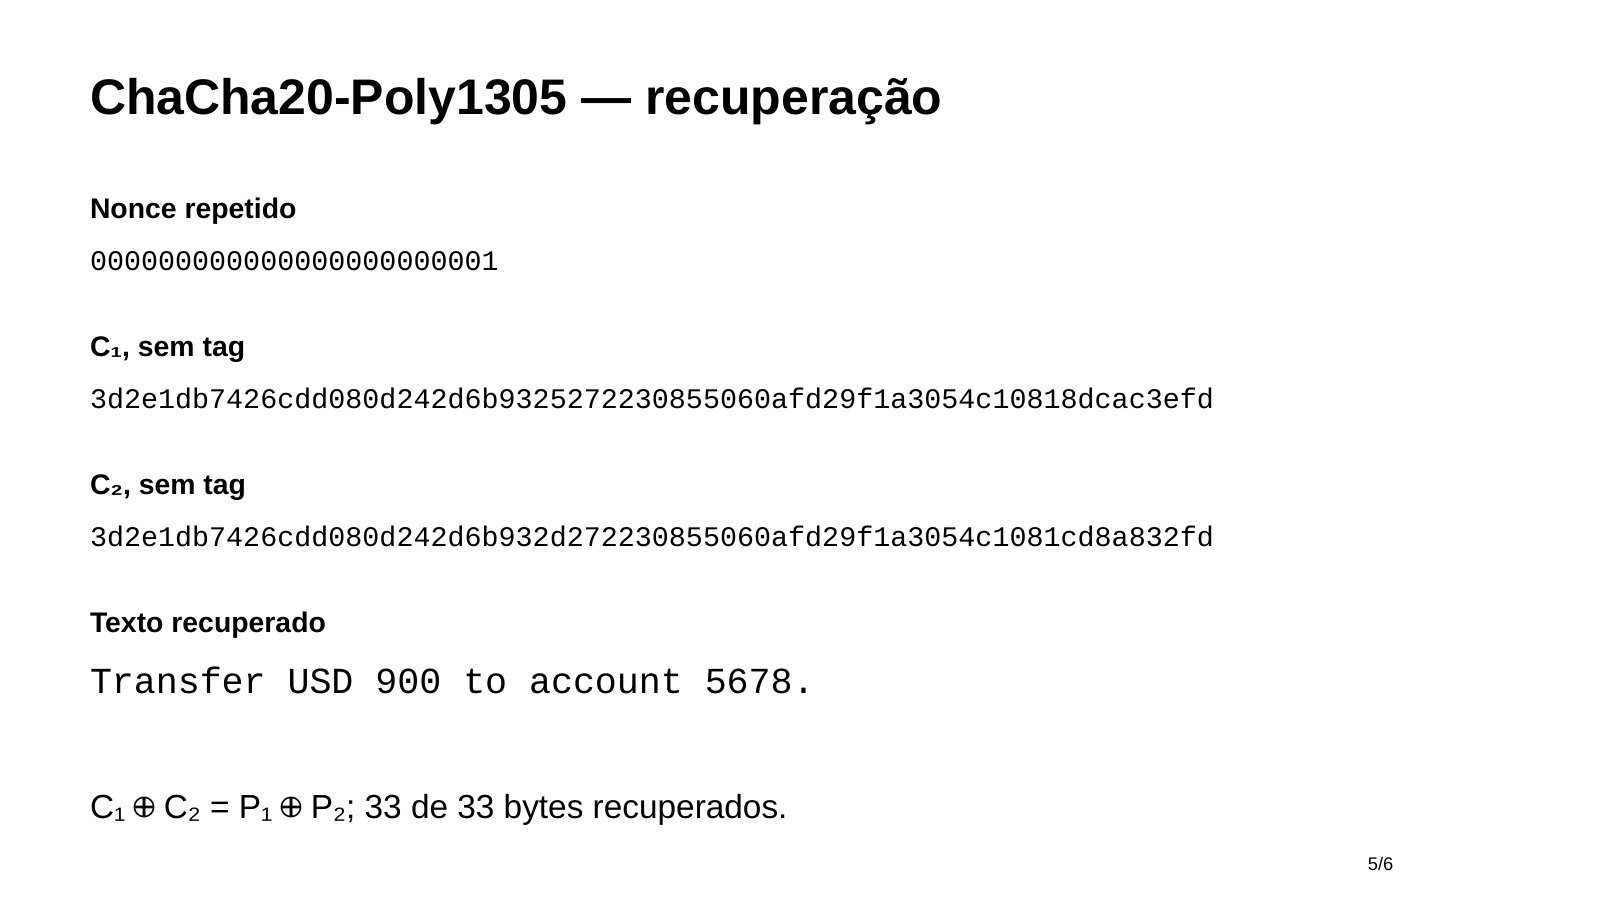 ChaCha20-Poly1305 — recuperação
Nonce repetido
000000000000000000000001
C₁, sem tag
3d2e1db7426cdd080d242d6b9325272230855060afd29f1a3054c10818dcac3efd
C₂, sem tag
3d2e1db7426cdd080d242d6b932d272230855060afd29f1a3054c1081cd8a832fd
Texto recuperado
Transfer USD 900 to account 5678.
C₁ ⊕ C₂ = P₁ ⊕ P₂; 33 de 33 bytes recuperados.
5/6